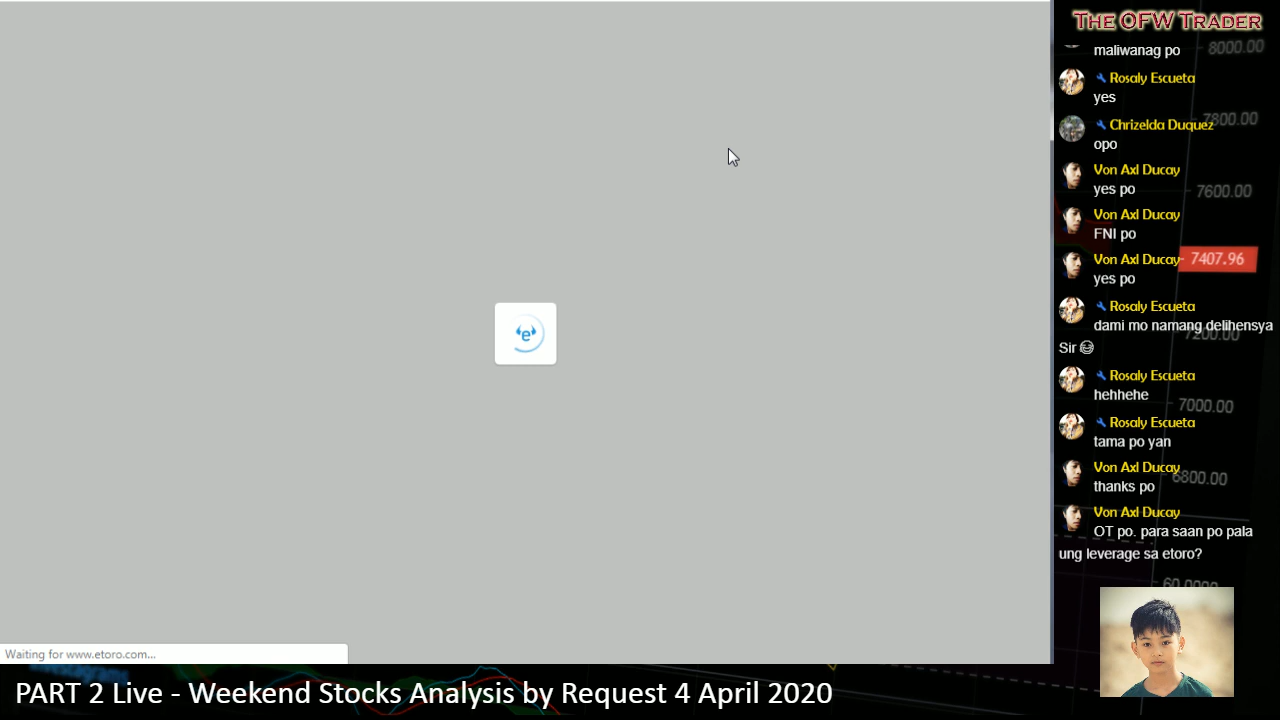 THE OFW TRADER
maliwanag po
8000.00
Rosaly Escueta
yes
Chrizelda Duquez
7800.00
opo
Von Axl Ducay
yes po
7600.00
Von Axl Ducay
FNI po
Von Axl Ducay
7407.96
yes po
Rosaly Escueta
dami mo namang delihensya
7200.00
Sir
Rosaly Escueta
hehhehe
7000.00
Rosaly Escueta
tama po yan
Von Axl Ducay
6800.00
thanks po
Von Axl Ducay
OT po. para saan po pala
ung leverage sa etoro?
60.0000
e
Waiting for www.etoro.com...
PART 2 Live - Weekend Stocks Analysis by Request 4 April 2020